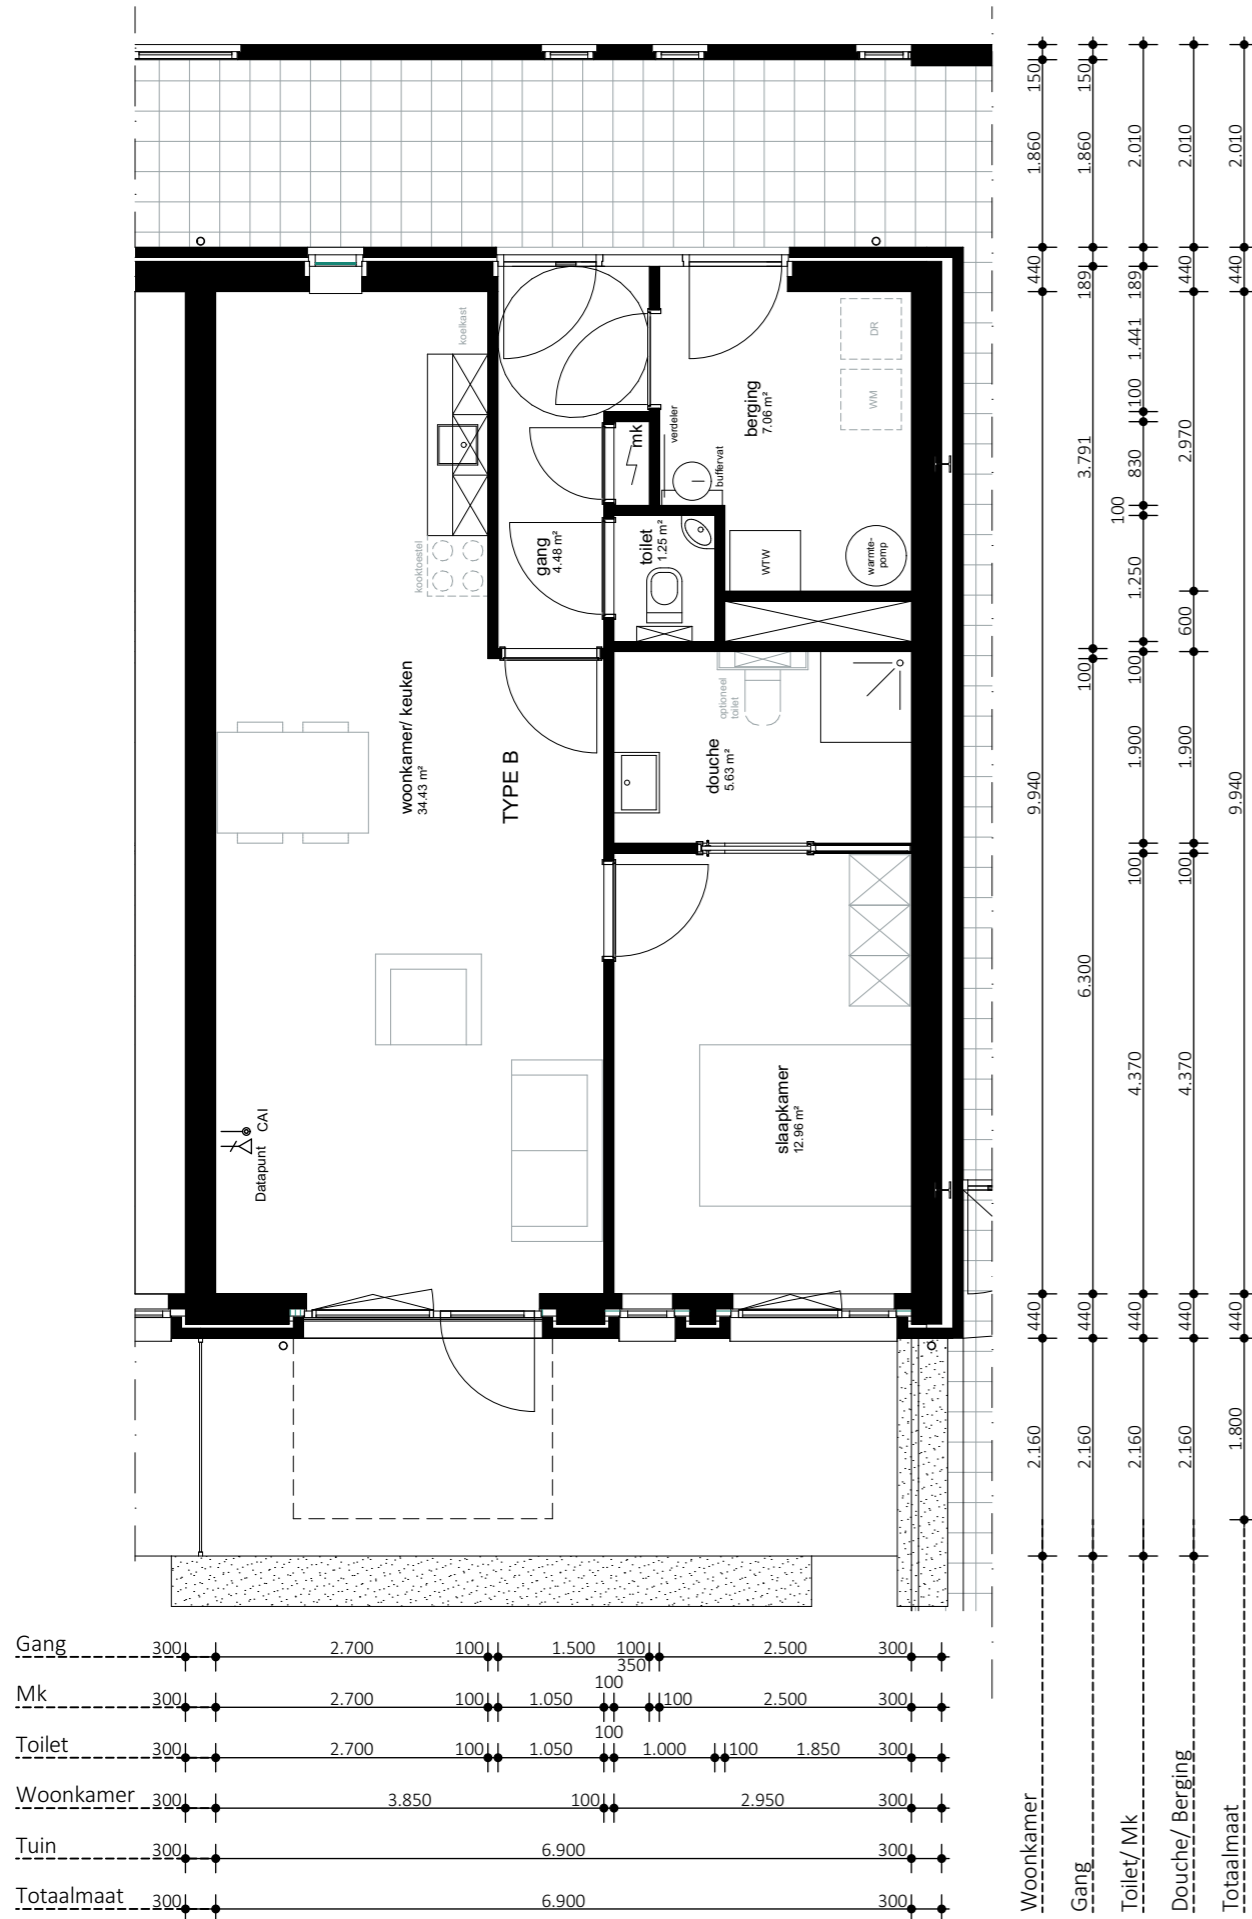 koelkast
DR
WM
verdeler
berging
7.06 m²
mk
buffervat
kooktoestel
gang
4.48 m²
toilet
1.25 m²
WTW
warmte-
pomp
woonkamer/ keuken
34.43 m²
TYPE B
optioneel
toilet
douche
5.63 m²
slaapkamer
12.96 m²
CAI
Datapunt
Gang 300 2.700 100 1.500 100 2.500 300
350
100
Mk 300 2.700 100 1.050 100 2.500 300
100
Toilet 300 2.700 100 1.050 1.000 100 1.850 300
Woonkamer 300 3.850 100 2.950 300
Tuin 300 6.900 300
Totaalmaat 300 6.900 300
Woonkamer 2.160 440 9.940 440 1.860 150
Gang 2.160 440 6.300 100 3.791 189 1.860 150
Toilet/ Mk 2.160 440 4.370 100 1.900 100 1.250 100 830 100 1.441 189 2.010
Douche/ Berging 2.160 440 4.370 100 1.900 600 2.970 440 2.010
Totaalmaat 1.800 440 9.940 440 2.010